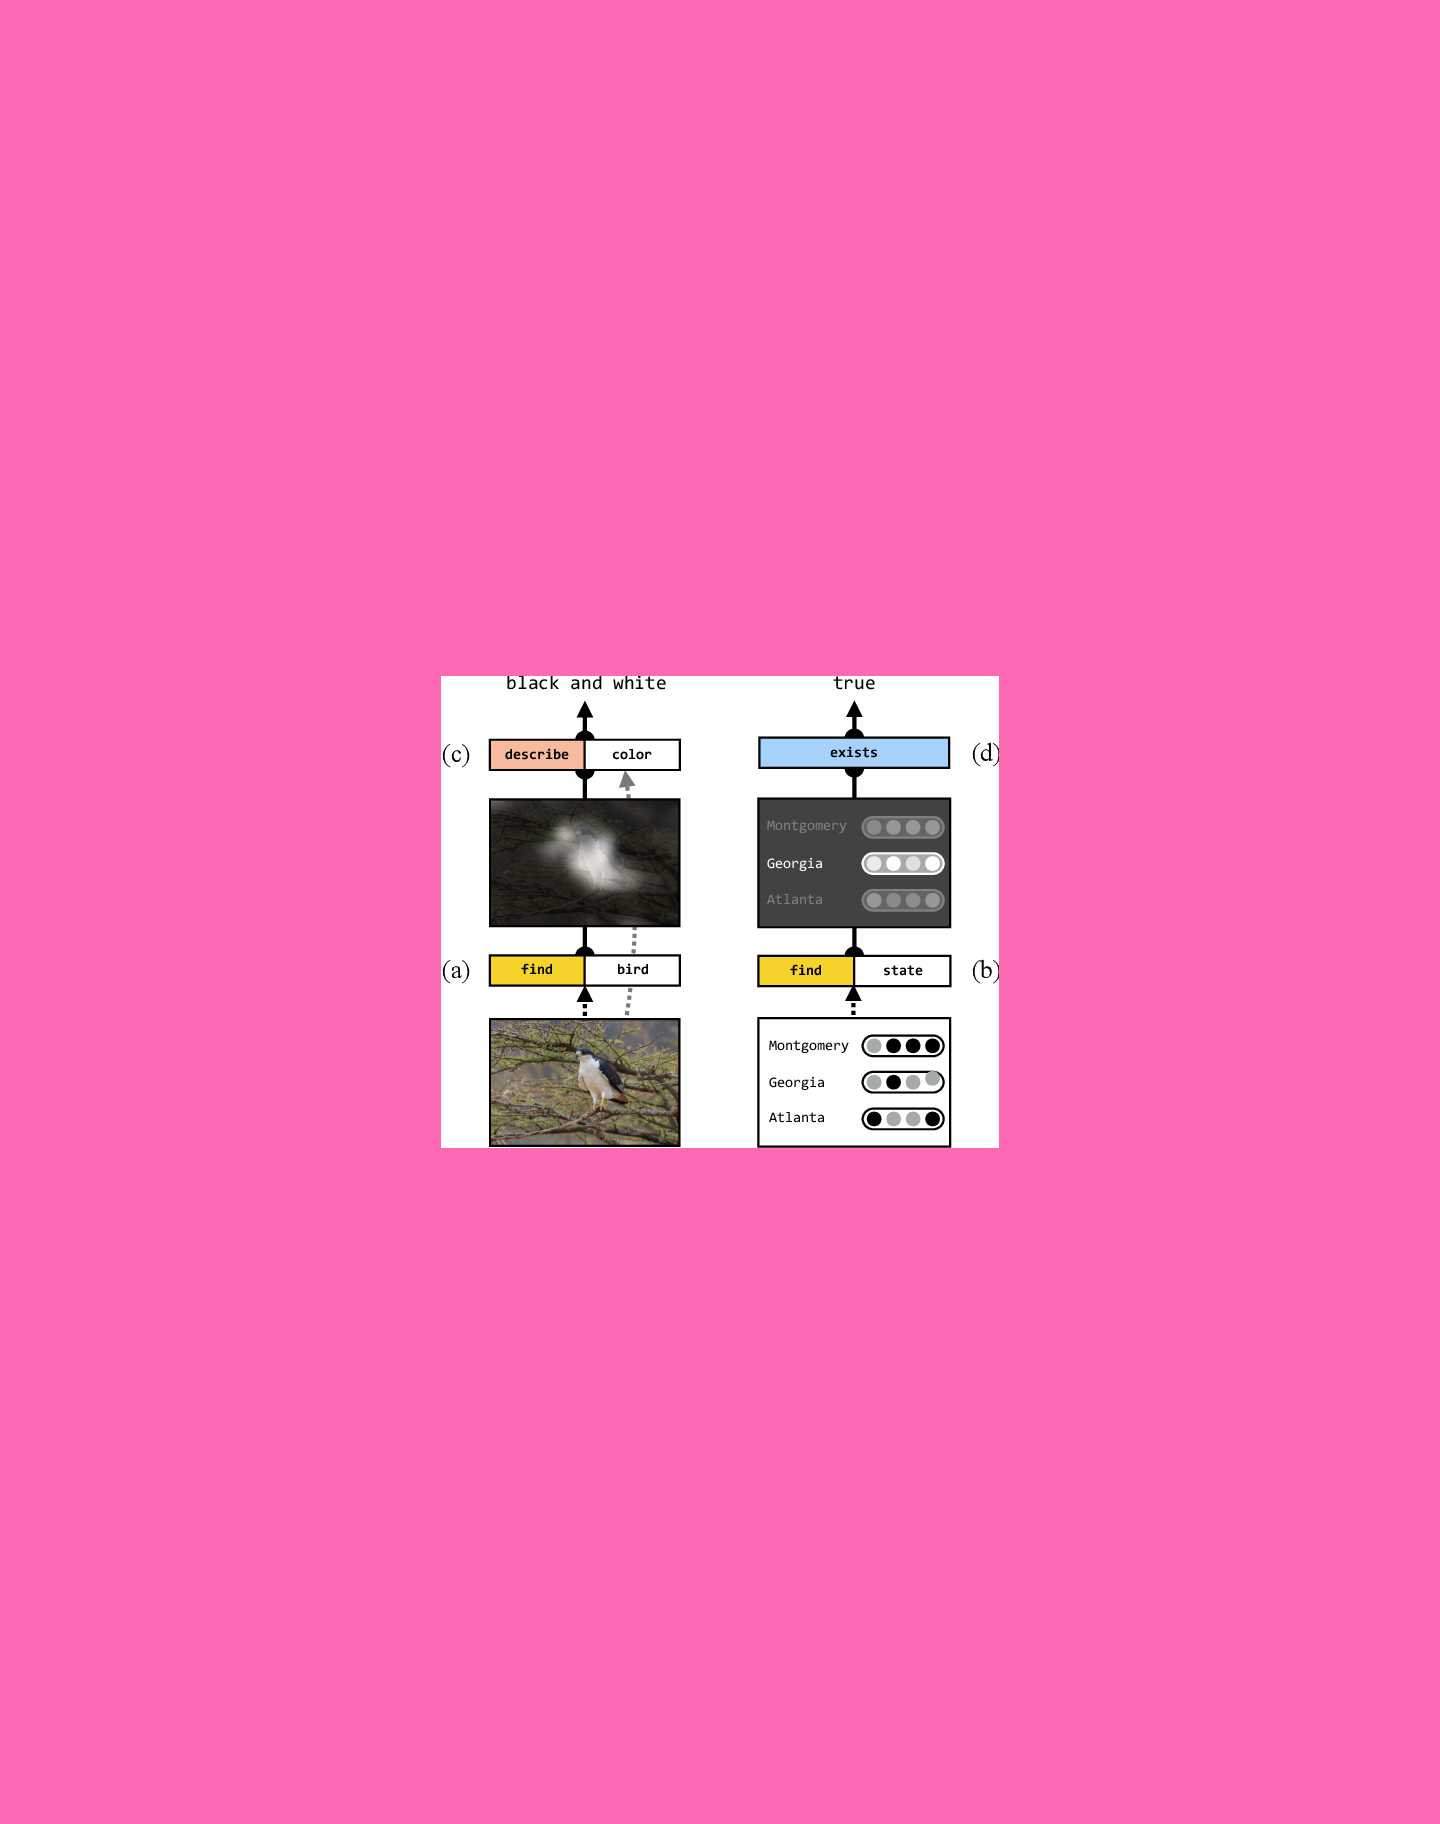 black and white
true
(c)
describe
color
exists
(d)
Montgomery
Georgia
Atlanta
(a)
find
bird
find
state
(b)
Montgomery
Georgia
Atlanta